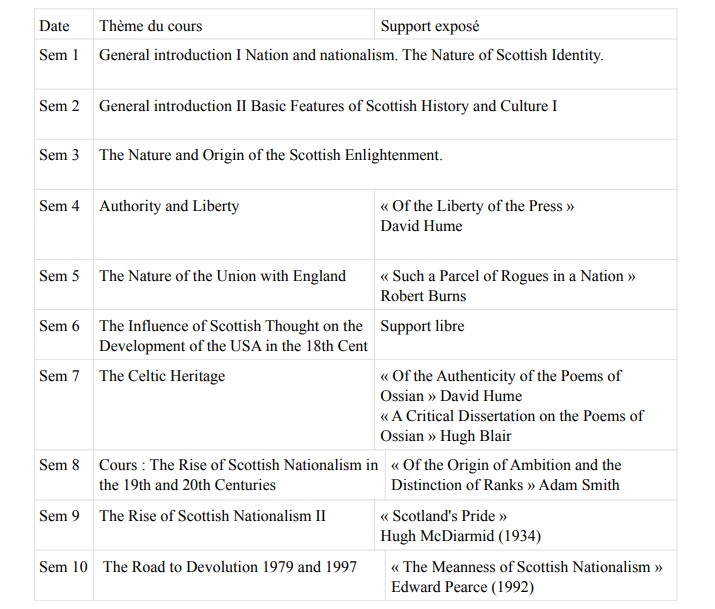 Date Thème du cours Support exposé
Sem 1 General introduction I Nation and nationalism. The Nature of Scottish Identity.
Sem 2 General introduction II Basic Features of Scottish History and Culture I
Sem 3 The Nature and Origin of the Scottish Enlightenment.
Sem 4 Authority and Liberty « Of the Liberty of the Press »
David Hume
Sem 5 The Nature of the Union with England « Such a Parcel of Rogues in a Nation »
Robert Burns
Sem 6 The Influence of Scottish Thought on the Support libre
Development of the USA in the 18th Cent
Sem 7 The Celtic Heritage « Of the Authenticity of the Poems of
Ossian » David Hume
« A Critical Dissertation on the Poems of
Ossian » Hugh Blair
Sem 8 Cours : The Rise of Scottish Nationalism in « Of the Origin of Ambition and the
the 19th and 20th Centuries Distinction of Ranks » Adam Smith
Sem 9 The Rise of Scottish Nationalism II « Scotland's Pride »
Hugh McDiarmid (1934)
Sem 10 The Road to Devolution 1979 and 1997 « The Meanness of Scottish Nationalism »
Edward Pearce (1992)